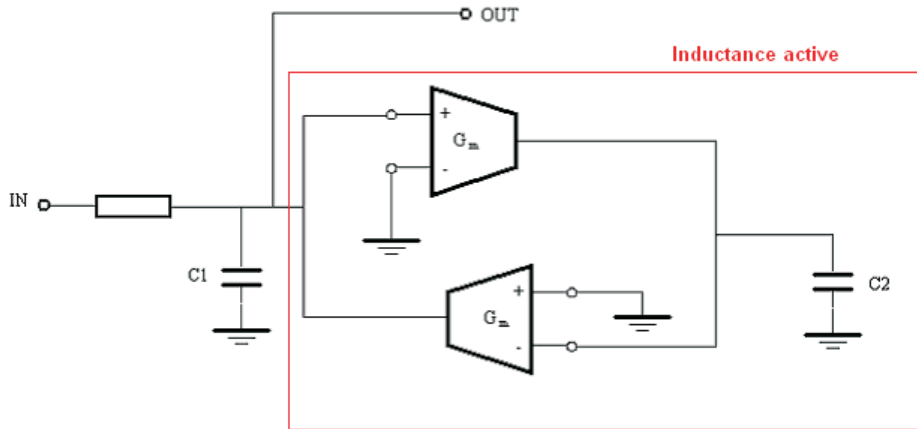 OUT
Inductance active
+
Gm
-
IN
C1
+
Gm
-
C2